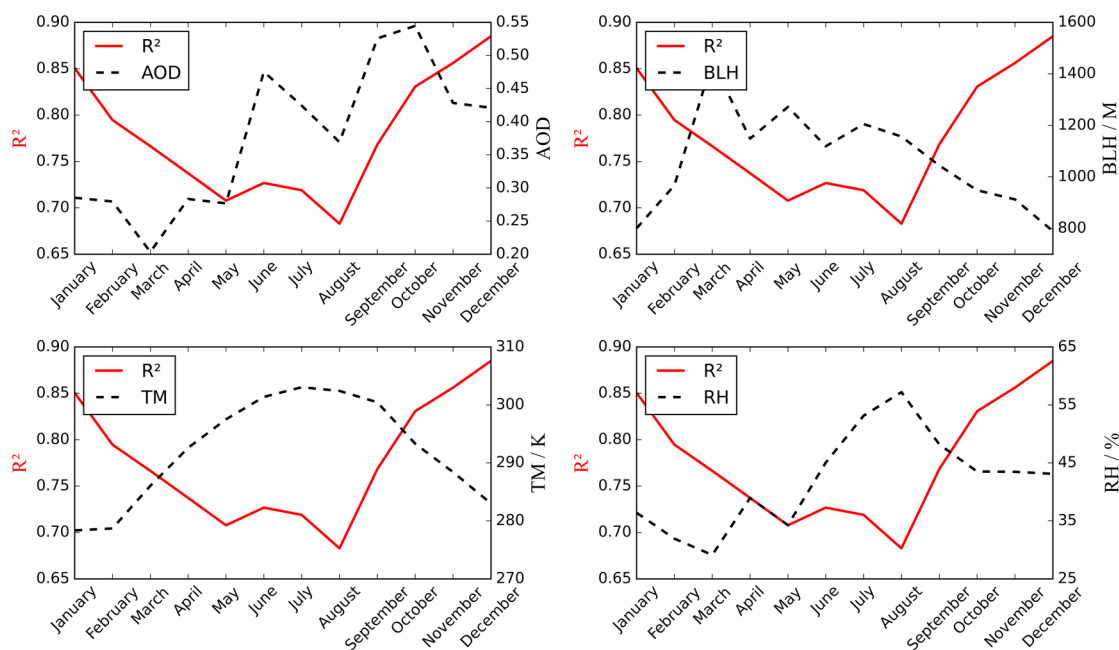 0.90
0.85
0.80
0.75
0.70
0.65
R²
R²
AOD
0.55
0.50
0.45
0.40
0.35
0.30
0.25
0.20
AOD
January
February
March
April
May
June
July
August
September
October
November
December
0.90
0.85
0.80
0.75
0.70
0.65
R²
R²
BLH
1600
1400
1200
1000
800
BLH / M
January
February
March
April
May
June
July
August
September
October
November
December
0.90
0.85
0.80
0.75
0.70
0.65
R²
R²
TM
310
300
290
280
270
TM / K
January
February
March
April
May
June
July
August
September
October
November
December
0.90
0.85
0.80
0.75
0.70
0.65
R²
R²
RH
65
55
45
35
25
RH / %
January
February
March
April
May
June
July
August
September
October
November
December